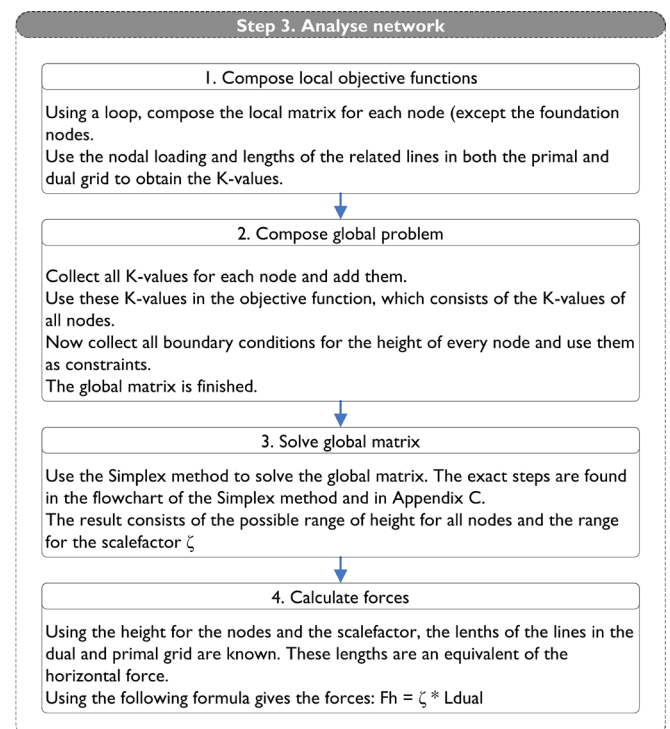 Step 3. Analyse network
1. Compose local objective functions
Using a loop, compose the local matrix for each node (except the foundation
nodes.
Use the nodal loading and lengths of the related lines in both the primal and
dual grid to obtain the K-values.
2. Compose global problem
Collect all K-values for each node and add them.
Use these K-values in the objective function, which consists of the K-values of
all nodes.
Now collect all boundary conditions for the height of every node and use them
as constraints.
The global matrix is finished.
3. Solve global matrix
Use the Simplex method to solve the global matrix. The exact steps are found
in the flowchart of the Simplex method and in Appendix C.
The result consists of the possible range of height for all nodes and the range
for the scalefactor ζ
4. Calculate forces
Using the height for the nodes and the scalefactor, the lenths of the lines in the
dual and primal grid are known. These lengths are an equivalent of the
horizontal force.
Using the following formula gives the forces: Fh = ζ * Ldual